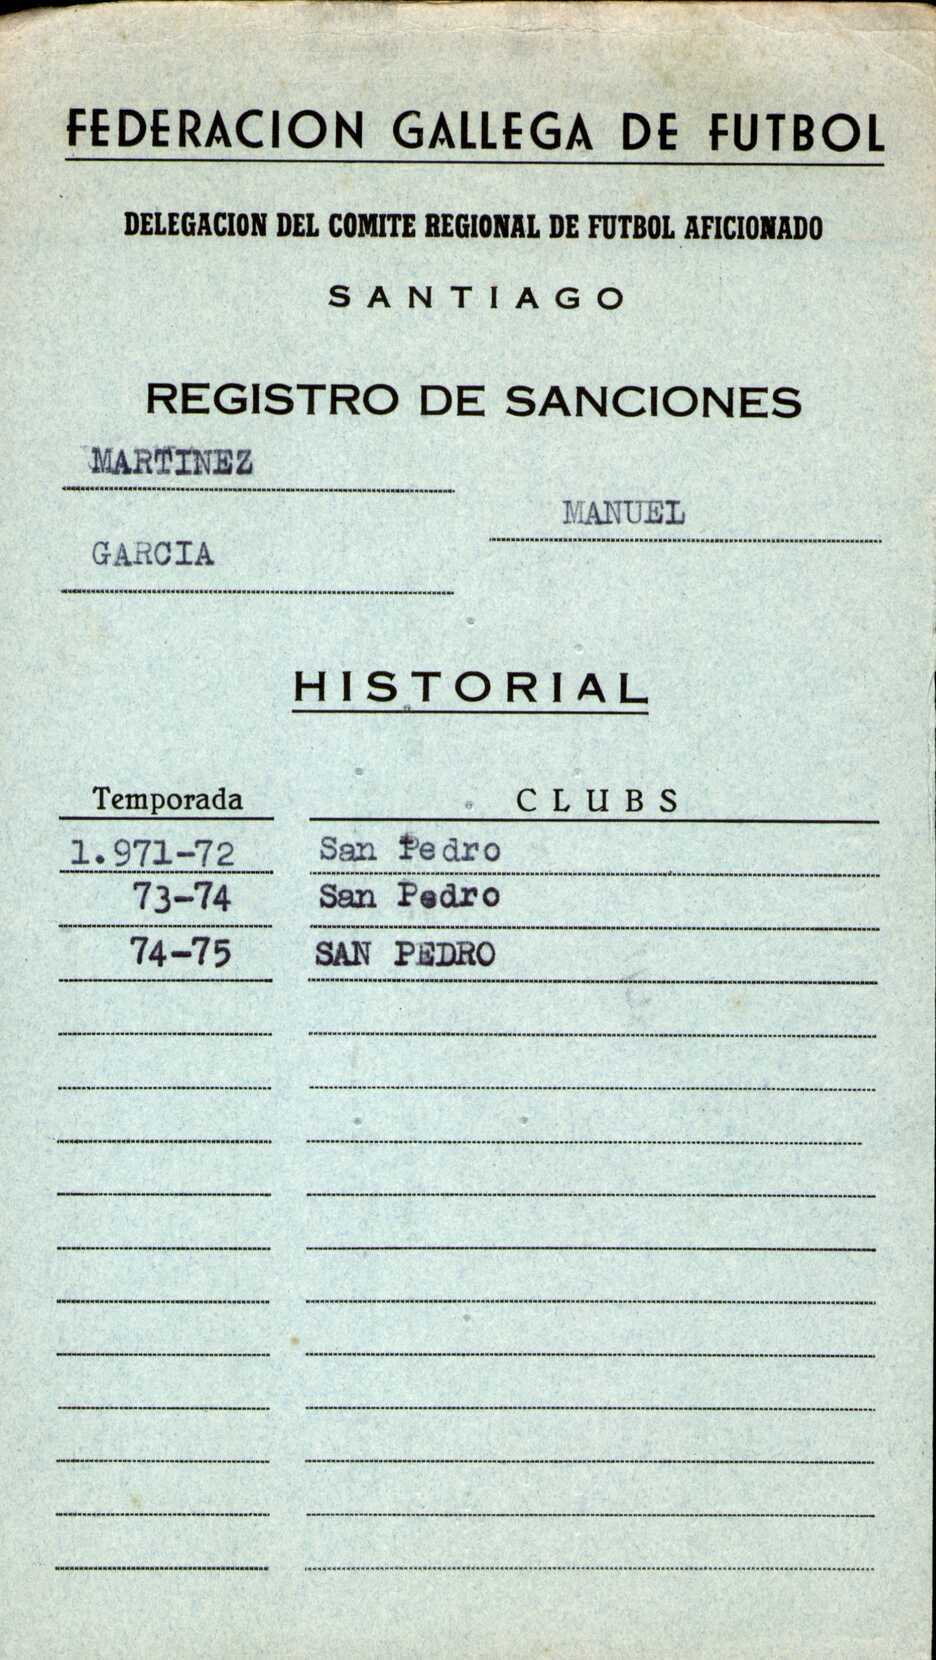 FEDERACION GALLEGA DE FUTBOL
DELEGACION DEL COMITE REGIONAL DE FUTBOL AFICIONADO
SANTIAGO
REGISTRO DE SANCIONES
MARTINEZ
MANUEL
GARCIA
HISTORIAL
Temporada CLUBS
1.971-72 San Pedro
73-74 San Pedro
74-75 SAN PEDRO